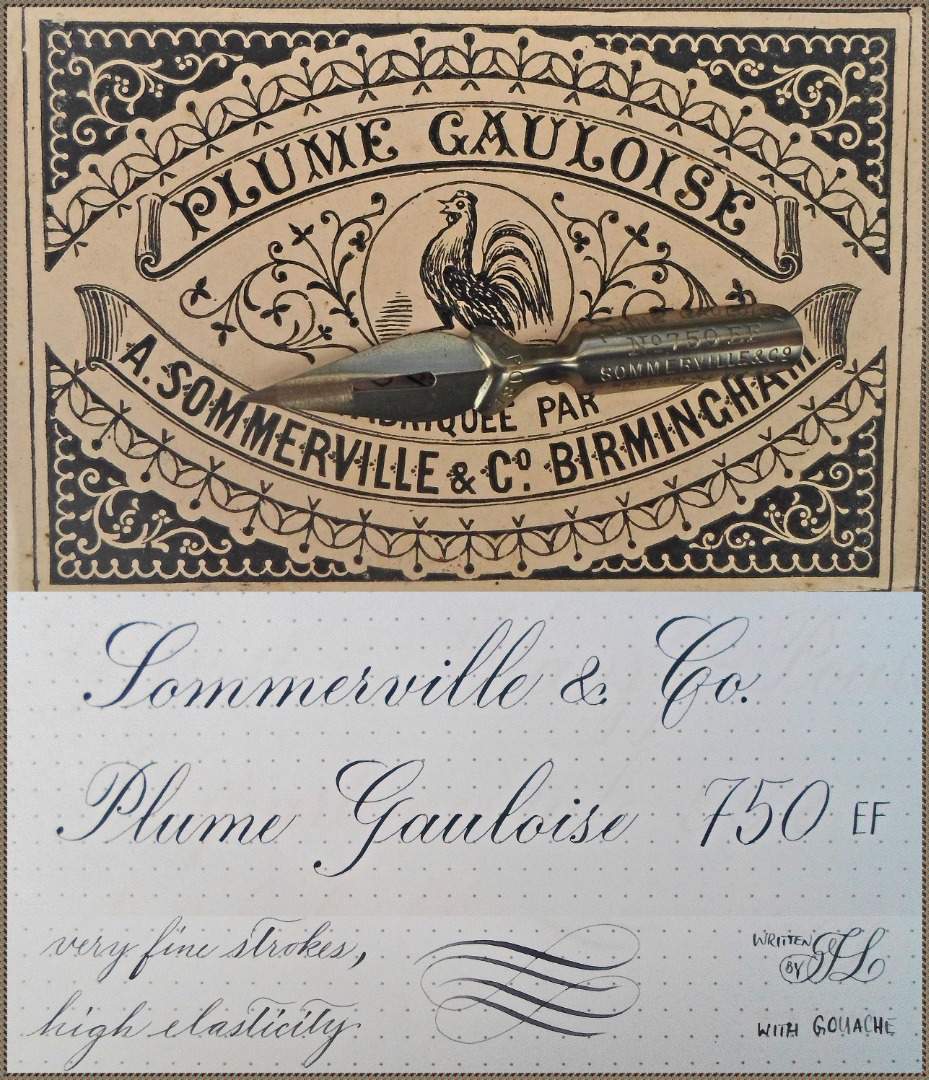 PLUME GAULOISE
No 750 EF
SOMMERVILLE & Co
PAR
A. SOMMERVILLE & Co. BIRMINGHAM
Sommerville & Co.
Plume Gauloise 750 EF
very fine strokes,
high elasticity
WRITTEN
BY
WITH GOUACHE